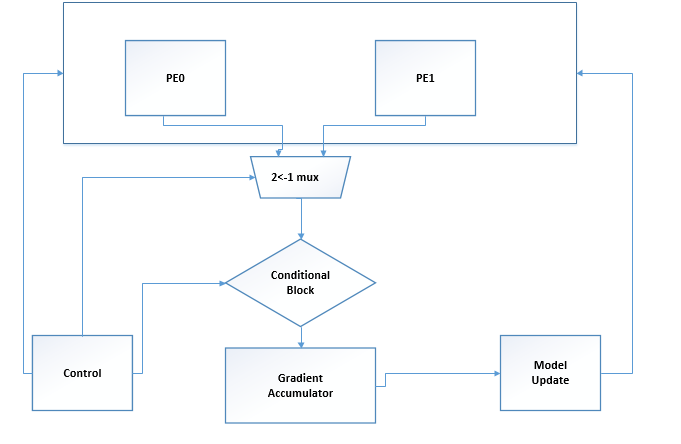 PE0
PE1
2<-1 mux
Conditional
Block
Control
Gradient
Accumulator
Model
Update